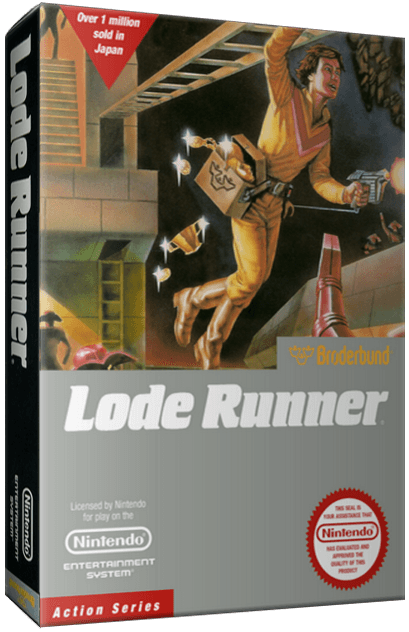 Over 1 million
sold in
Japan
Lode Runner
Nintendo
ENTERTAINMENT
SYSTEM
Brøderbund
Lode Runner
Licensed by Nintendo
for play on the
Nintendo
ENTERTAINMENT
SYSTEM
THIS SEAL IS
YOUR ASSURANCE THAT
Nintendo
HAS EVALUATED AND
APPROVED THE
QUALITY OF THIS
PRODUCT
Action Series